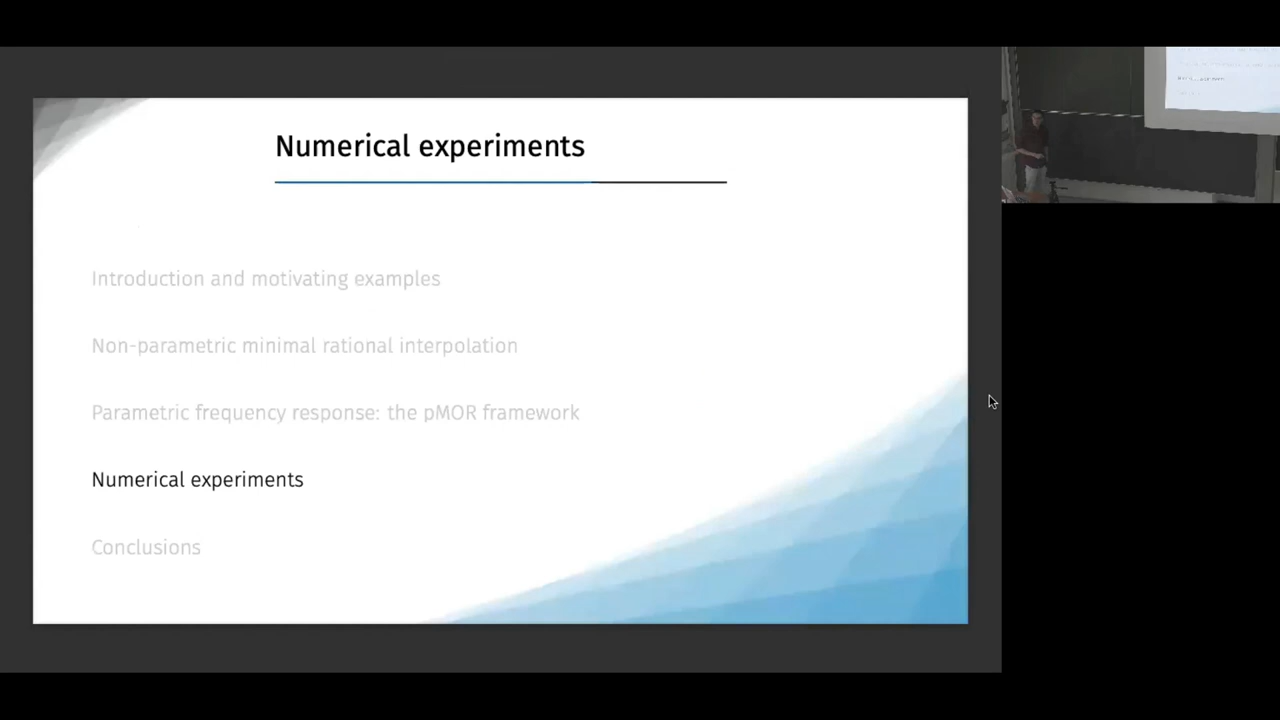 Numerical experiments
Introduction and motivating examples
Non-parametric minimal rational interpolation
Parametric frequency response: the pMOR framework
Numerical experiments
Conclusions